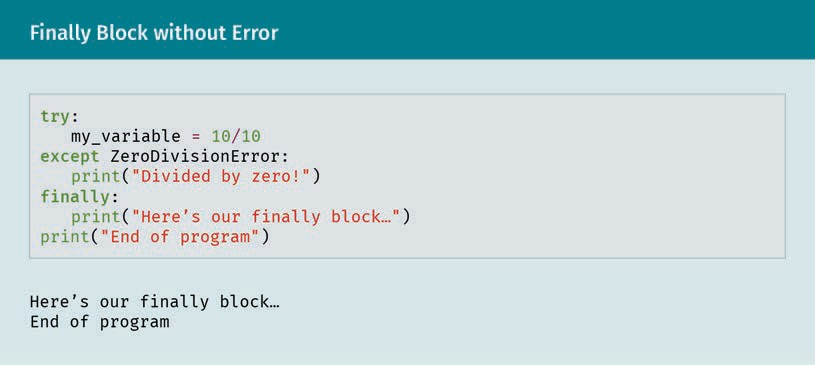 Finally Block without Error
try:
   my_variable = 10/10
except ZeroDivisionError:
   print("Divided by zero!")
finally:
   print("Here’s our finally block…")
print("End of program")
Here’s our finally block…
End of program